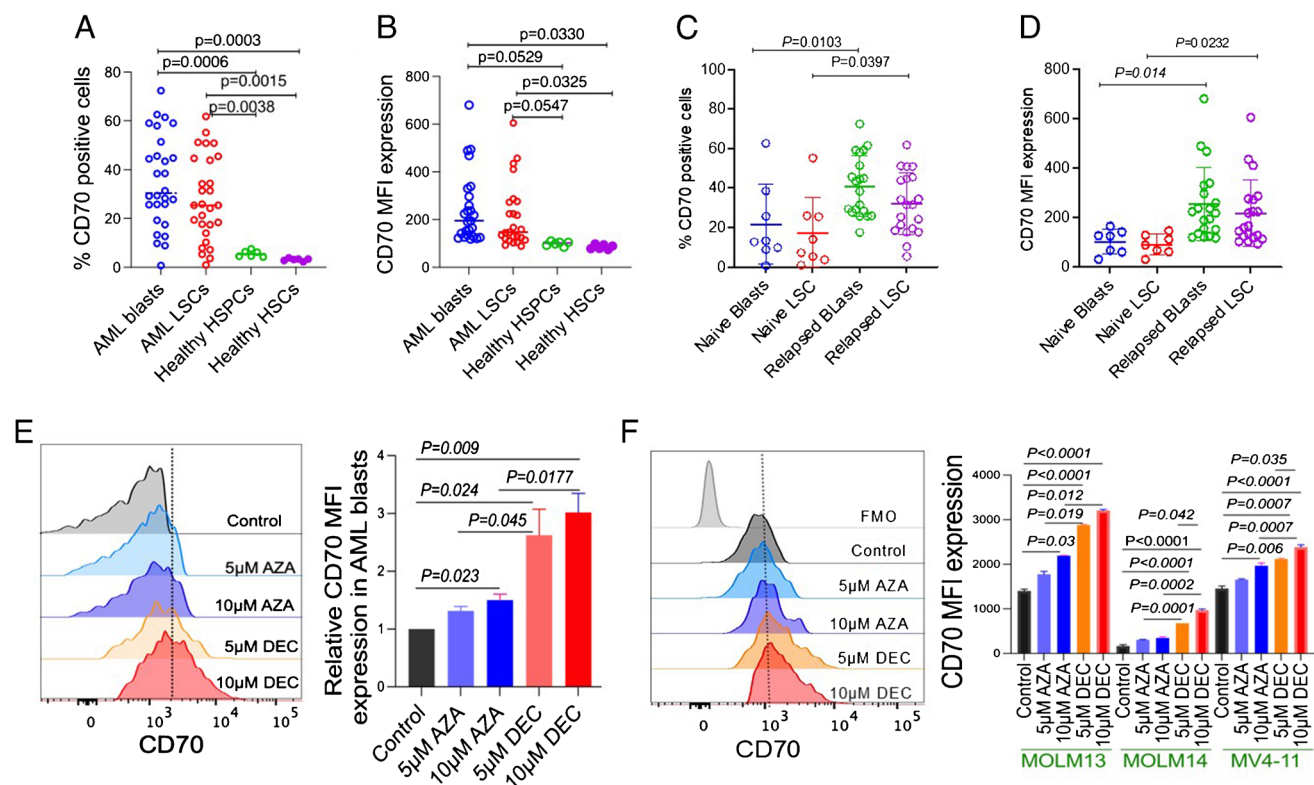 A
p=0.0003
p=0.0006
p=0.0015
p=0.0038
% CD70 positive cells
80
60
40
20
0
AML blasts
AML LSCs
Healthy HSPCs
Healthy HSCs
B
p=0.0330
p=0.0529
p=0.0325
p=0.0547
CD70 MFI expression
800
600
400
200
0
AML blasts
AML LSCs
Healthy HSPCs
Healthy HSCs
C
P=0.0103
P=0.0397
% CD70 positive cells
100
80
60
40
20
0
Naive Blasts
Naive LSC
Relapsed BLasts
Relapsed LSC
D
P=0.0232
P=0.014
CD70 MFI expression
800
600
400
200
0
Naive Blasts
Naive LSC
Relapsed BLasts
Relapsed LSC
E
Control
5µM AZA
10µM AZA
5µM DEC
10µM DEC
0 10³ 10⁴ 10⁵
CD70
Relative CD70 MFI
expression in AML blasts
4
3
2
1
0
P=0.009
P=0.0177
P=0.024
P=0.045
P=0.023
Control
5µM AZA
10µM AZA
5µM DEC
10µM DEC
F
FMO
Control
5µM AZA
10µM AZA
5µM DEC
10µM DEC
0 10³ 10⁴ 10⁵
CD70
CD70 MFI expression
4000
3000
2000
1000
0
P<0.0001
P<0.0001
P=0.012
P=0.019
P=0.03
P=0.042
P<0.0001
P<0.0001
P=0.0002
P=0.0001
P=0.035
P<0.0001
P=0.0007
P=0.0007
P=0.006
Control
5µM AZA
10µM AZA
5µM DEC
10µM DEC
Control
5µM AZA
10µM AZA
5µM DEC
10µM DEC
Control
5µM AZA
10µM AZA
5µM DEC
10µM DEC
MOLM13 MOLM14 MV4-11